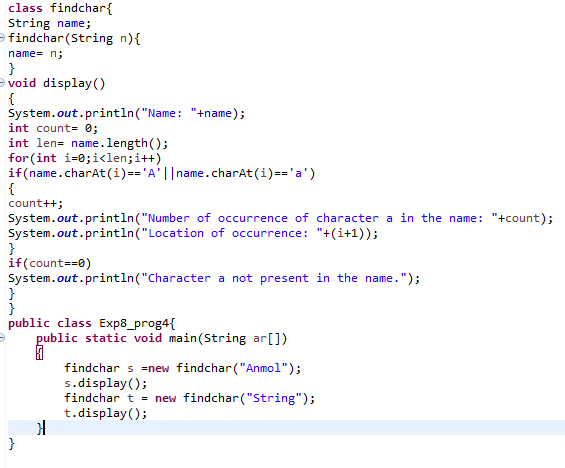 class findchar{
String name;
findchar(String n){
name= n;
}
void display()
{
System.out.println("Name: "+name);
int count= 0;
int len= name.length();
for(int i=0;i<len;i++)
if(name.charAt(i)=='A'||name.charAt(i)=='a')
{
count++;
System.out.println("Number of occurrence of character a in the name: "+count);
System.out.println("Location of occurrence: "+(i+1));
}
if(count==0)
System.out.println("Character a not present in the name.");
}
}
public class Exp8_prog4{
    public static void main(String ar[])
    {
        findchar s =new findchar("Anmol");
        s.display();
        findchar t = new findchar("String");
        t.display();
    }
}